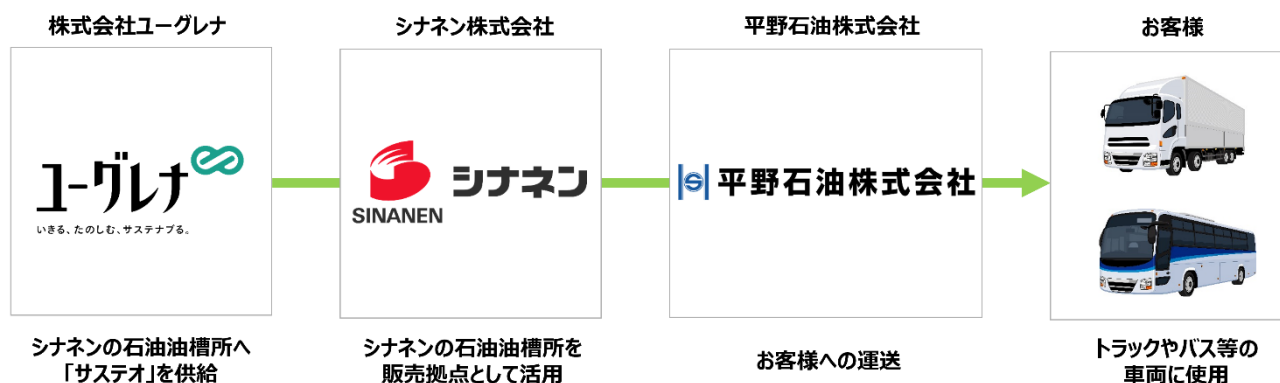 株式会社ユーグレナ
シナネン株式会社
平野石油株式会社
お客様
ユーグレナ
いきる、たのしむ、サステナブる。
SINANEN
シナネン
S
平野石油株式会社
シナネンの石油油槽所へ
「サステオ」を供給
シナネンの石油油槽所を
販売拠点として活用
お客様への運送
トラックやバス等の
車両に使用